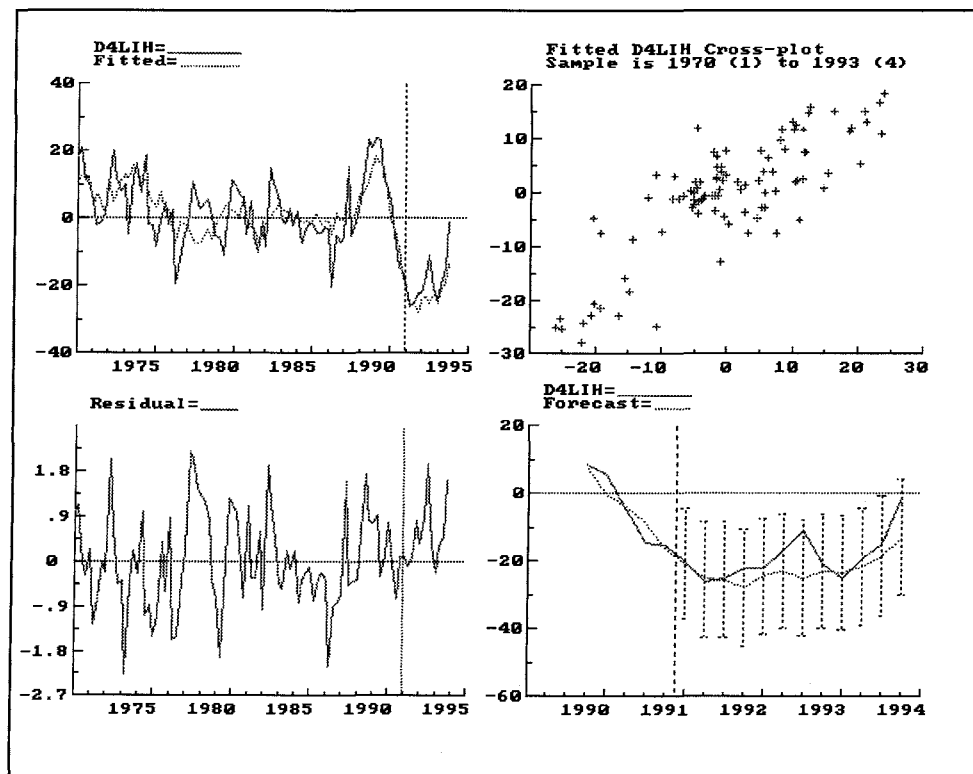 D4LIH=
Fitted=
40
20
0
-20
-40
1975 1980 1985 1990 1995
Fitted D4LIH Cross-plot
Sample is 1970 (1) to 1993 (4)
20
10
0
-10
-20
-30
-20 -10 0 10 20 30
Residual=
1.8
.9
0
-.9
-1.8
-2.7
1975 1980 1985 1990 1995
D4LIH=
Forecast=
20
0
-20
-40
-60
1990 1991 1992 1993 1994